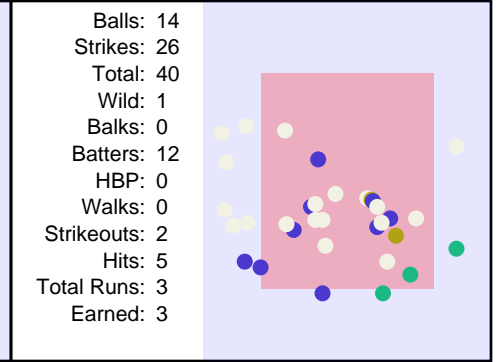 Balls: 14
Strikes: 26
Total: 40
Wild: 1
Balks: 0
Batters: 12
HBP: 0
Walks: 0
Strikeouts: 2
Hits: 5
Total Runs: 3
Earned: 3